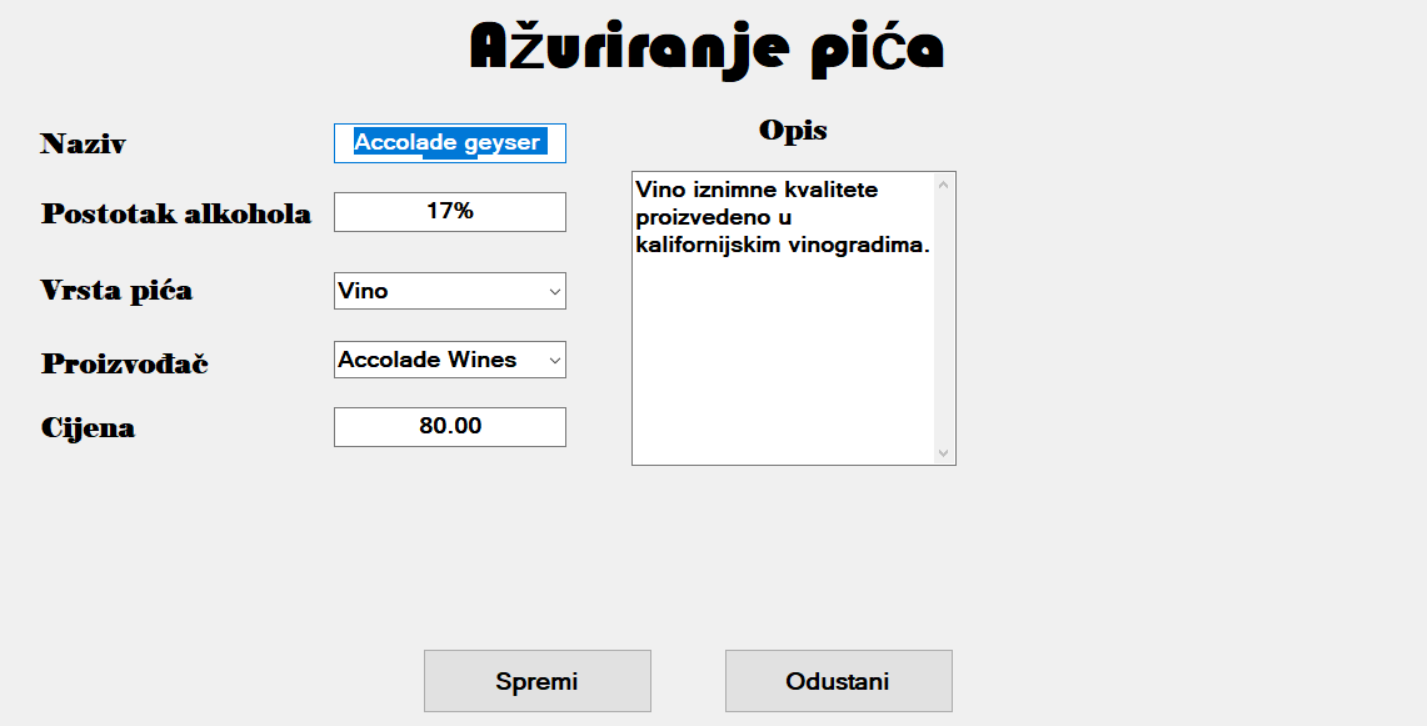 Ažuriranje pića
Naziv
Accolade geyser
Postotak alkohola
17%
Vrsta pića
Vino
Proizvođač
Accolade Wines
Cijena
80.00
Opis
Vino iznimne kvalitete
proizvedeno u
kalifornijskim vinogradima.
Spremi
Odustani